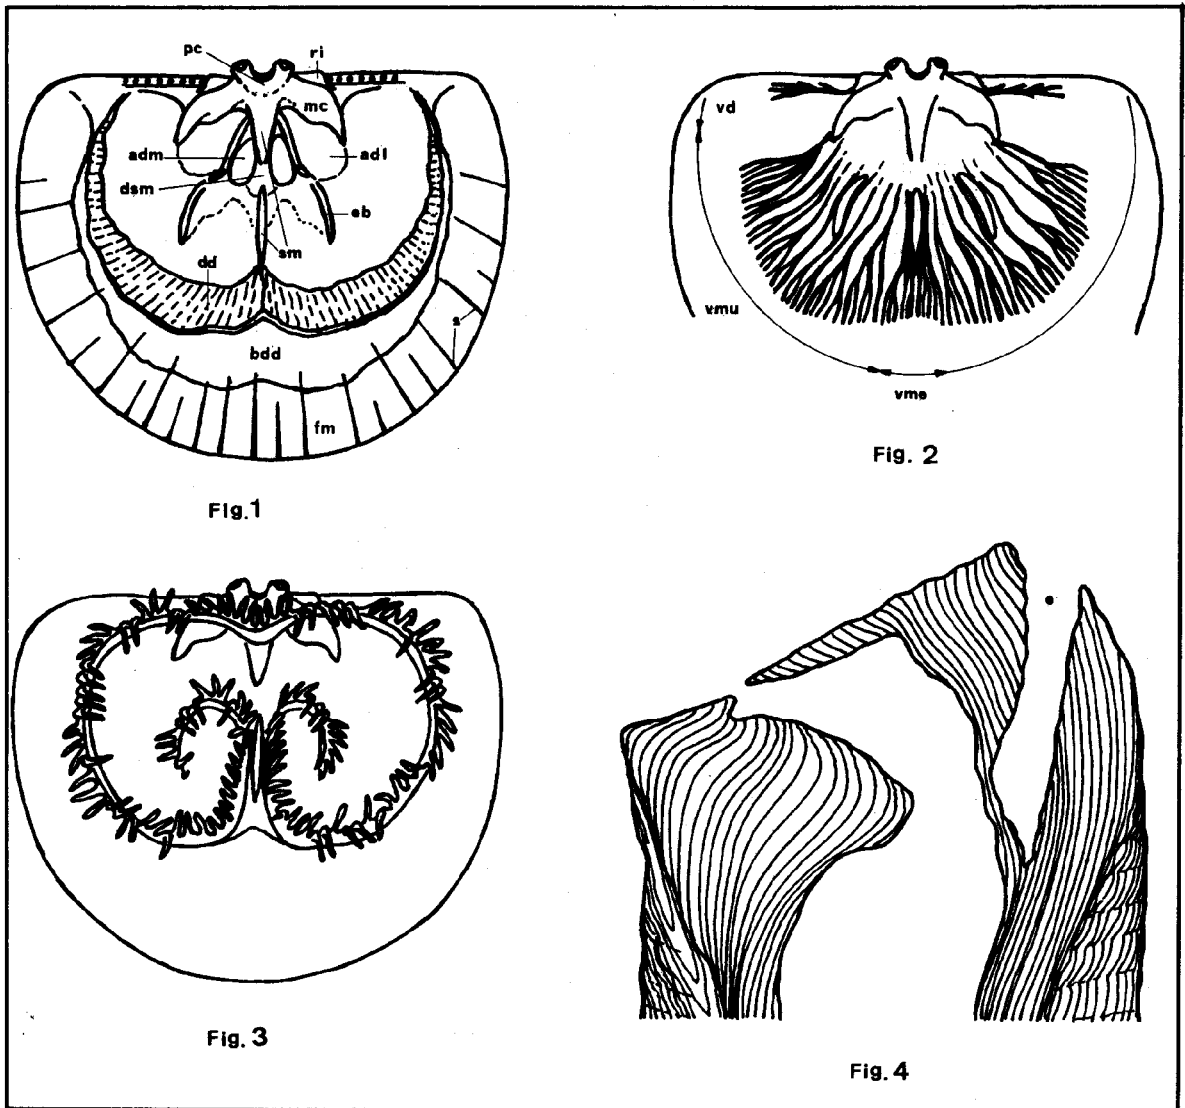 pc
ri
mc
adm
adl
dsm
eb
sm
dd
s
bdd
fm
Fig.1
vd
vmu
vme
Fig. 2
Fig. 3
Fig. 4